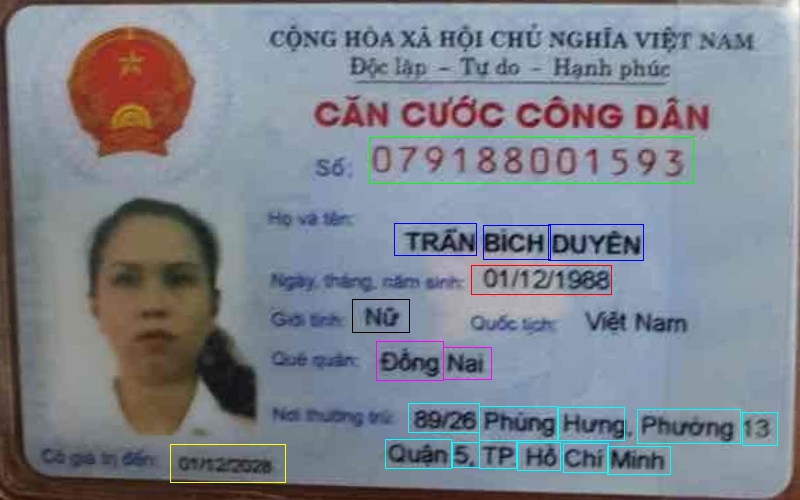 CỘNG HÒA XÃ HỘI CHỦ NGHĨA VIỆT NAM
Độc lập - Tự do - Hạnh phúc
CĂN CƯỚC CÔNG DÂN
Số: 079188001593
Họ và tên:
TRẦN BÍCH DUYÊN
Ngày, tháng, năm sinh: 01/12/1988
Giới tính: Nữ Quốc tịch: Việt Nam
Quê quán: Đồng Nai
Nơi thường trú: 89/26 Phùng Hưng, Phường 13
Quận 5, TP Hồ Chí Minh
Có giá trị đến: 01/12/2028